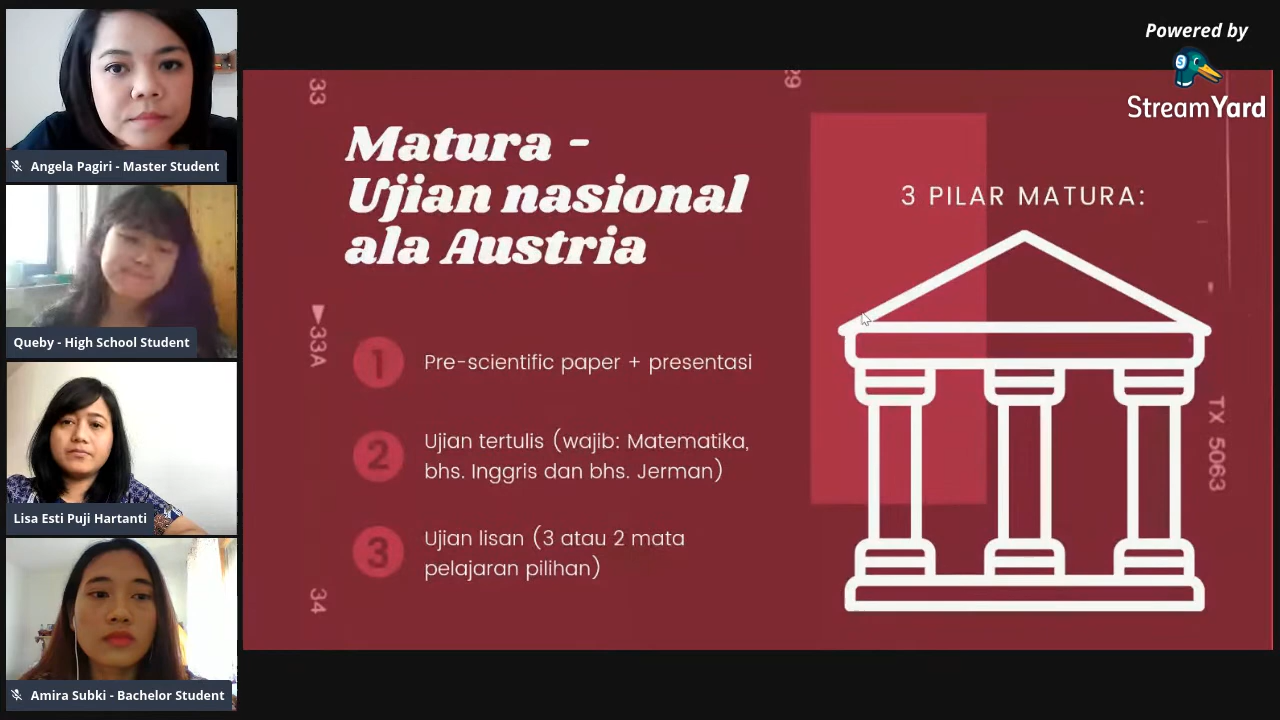 Powered by
StreamYard
Angela Pagiri - Master Student
Queby - High School Student
Lisa Esti Puji Hartanti
Amira Subki - Bachelor Student
33
29
Matura -
Ujian nasional
ala Austria
▶33A
1
Pre-scientific paper + presentasi
2
Ujian tertulis (wajib: Matematika,
bhs. Inggris dan bhs. Jerman)
3
Ujian lisan (3 atau 2 mata
pelajaran pilihan)
34
3 PILAR MATURA:
TX 5063